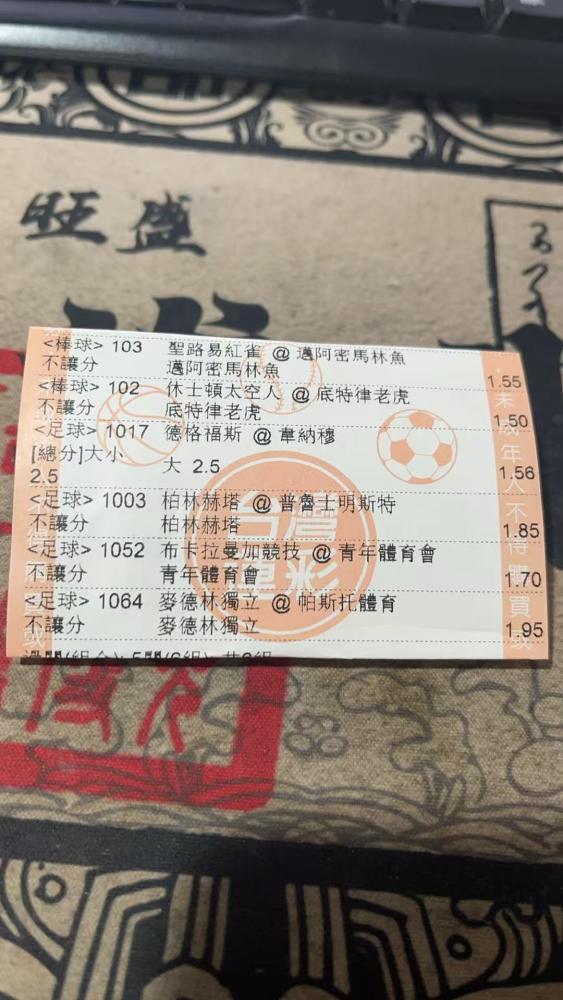 旺盛
<棒球> 103 聖路易紅雀 @ 邁阿密馬林魚
不讓分 邁阿密馬林魚 1.55
<棒球> 102 休士頓太空人 @ 底特律老虎
不讓分 底特律老虎 1.50
<足球> 1017 德格福斯 @ 韋納穆
[總分]大小
2.5 大 2.5 1.56
<足球> 1003 柏林赫塔 @ 普魯士明斯特
不讓分 柏林赫塔 1.85
<足球> 1052 布卡拉曼加競技 @ 青年體育會
不讓分 青年體育會 1.70
<足球> 1064 麥德林獨立 @ 帕斯托體育
不讓分 麥德林獨立 1.95
台灣
運彩
未成年人不得購買